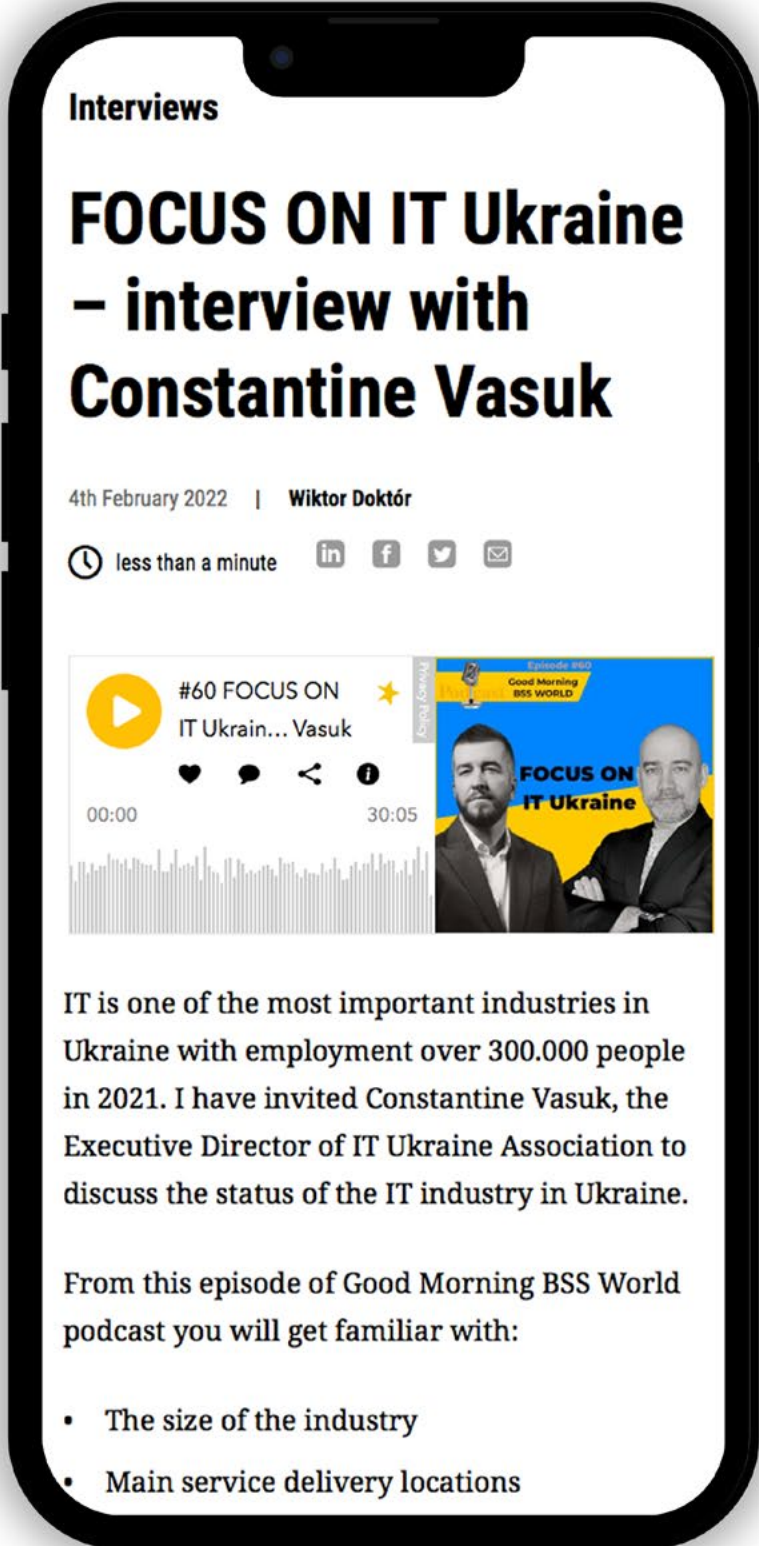 Interviews
FOCUS ON IT Ukraine
– interview with
Constantine Vasuk
4th February 2022 | Wiktor Doktór
less than a minute
in f
#60 FOCUS ON
IT Ukrain... Vasuk
Privacy Policy
00:00 30:05
Episode #60
Podcast
Good Morning
BSS WORLD
FOCUS ON
IT Ukraine
IT is one of the most important industries in
Ukraine with employment over 300.000 people
in 2021. I have invited Constantine Vasuk, the
Executive Director of IT Ukraine Association to
discuss the status of the IT industry in Ukraine.
From this episode of Good Morning BSS World
podcast you will get familiar with:
• The size of the industry
• Main service delivery locations